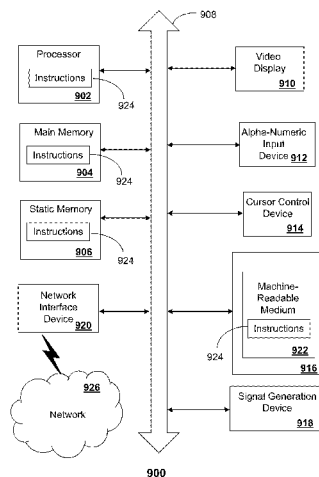 908
Processor
Instructions
902
924
Main Memory
Instructions
904
924
Static Memory
Instructions
906
924
Network
Interface
Device
920
926
Network
Video
Display
910
Alpha-Numeric
Input
Device
912
Cursor Control
Device
914
Machine-
Readable
Medium
Instructions
924
922
916
Signal Generation
Device
918
900